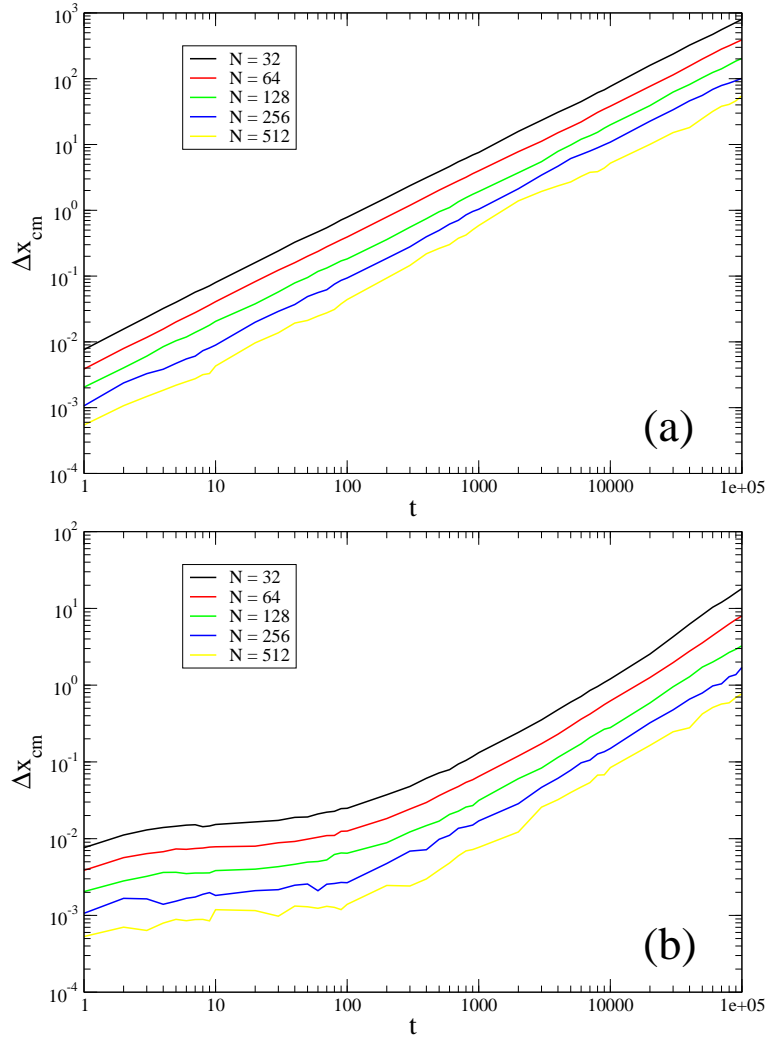 10^3
10^2
10^1
10^0
10^-1
10^-2
10^-3
10^-4
Δx_cm
N = 32
N = 64
N = 128
N = 256
N = 512
(a)
1 10 100 1000 10000 1e+05
t
10^2
10^1
10^0
10^-1
10^-2
10^-3
10^-4
Δx_cm
N = 32
N = 64
N = 128
N = 256
N = 512
(b)
1 10 100 1000 10000 1e+05
t